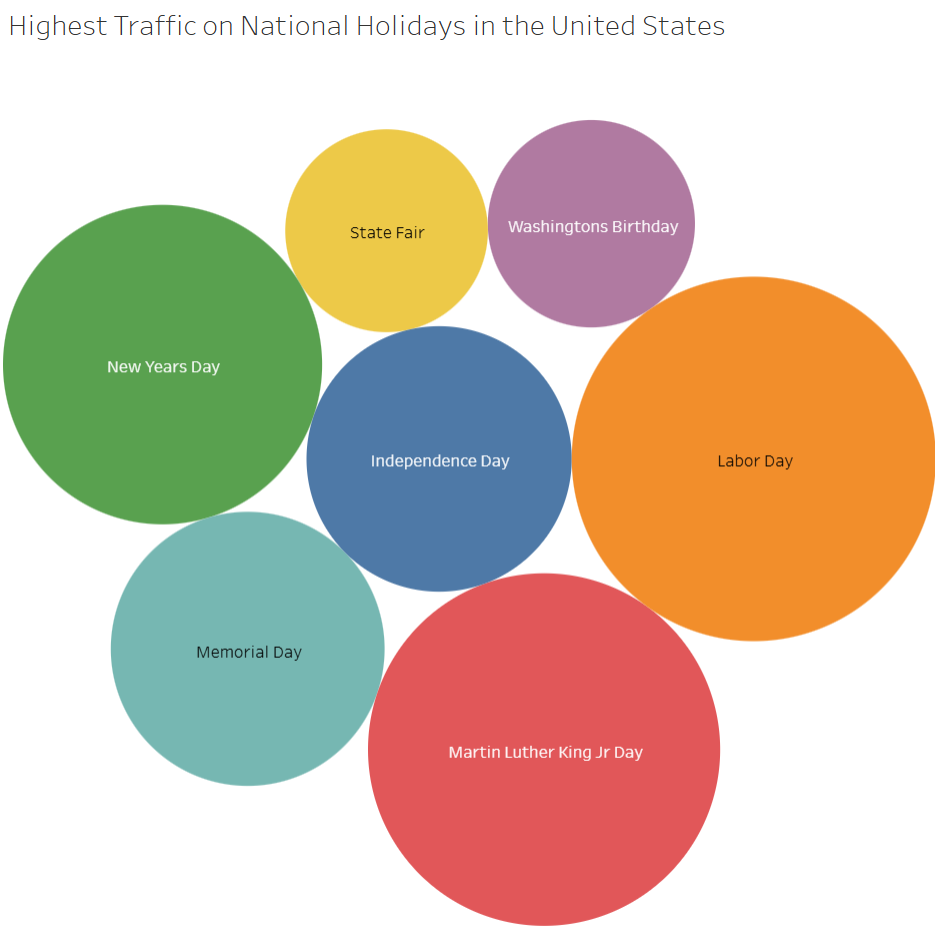 Highest Traffic on National Holidays in the United States
State Fair
Washingtons Birthday
New Years Day
Independence Day
Labor Day
Memorial Day
Martin Luther King Jr Day